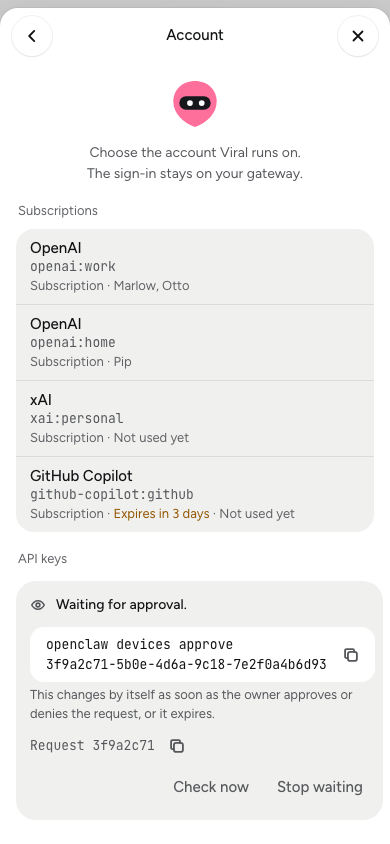 Account
Choose the account Viral runs on.
The sign-in stays on your gateway.
Subscriptions
OpenAI
openai:work
Subscription · Marlow, Otto
OpenAI
openai:home
Subscription · Pip
xAI
xai:personal
Subscription · Not used yet
GitHub Copilot
github-copilot:github
Subscription · Expires in 3 days · Not used yet
API keys
Waiting for approval.
openclaw devices approve
3f9a2c71-5b0e-4d6a-9c18-7e2f0a4b6d93
This changes by itself as soon as the owner approves or
denies the request, or it expires.
Request 3f9a2c71
Check now Stop waiting